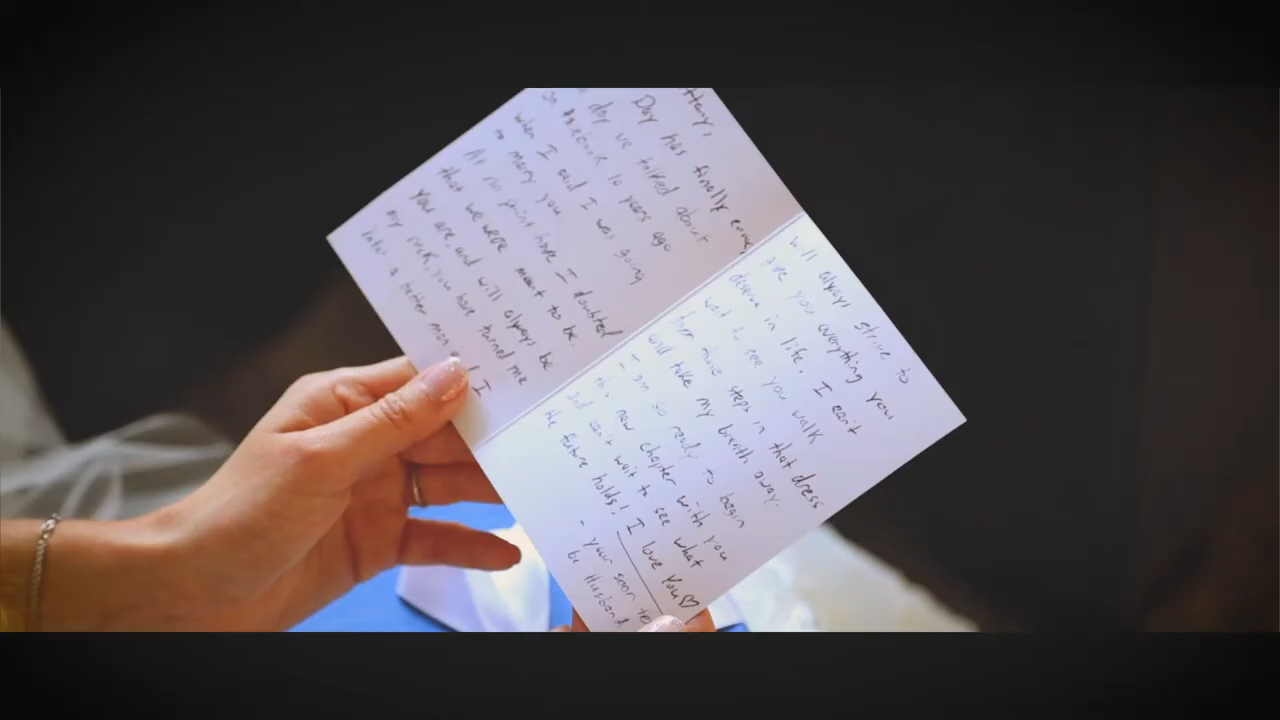 ttany,
Day has finally come,
day we talked about
on facebook 10 years ago
when I said I was going
to marry you.
At no point have I doubted
that we were meant to be.
You are, and will always be
my rock. You have turned me
into a better man I
will always strive to
give you everything you
deserve in life. I can't
wait to see you walk
down those steps in that dress
and take my breath away.
I am so ready to begin
this new chapter with you
and can't wait to see what
the future holds! I love you♡
- Your soon to
be Husband